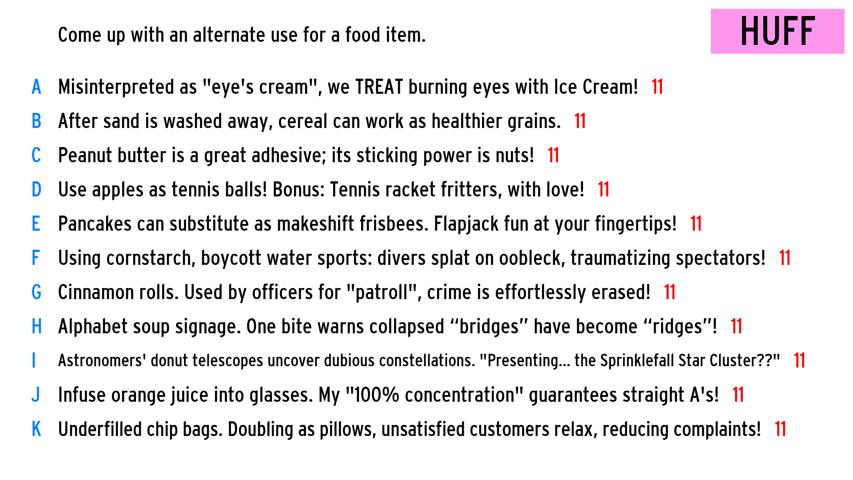 Come up with an alternate use for a food item.
HUFF
A Misinterpreted as "eye's cream", we TREAT burning eyes with Ice Cream! 11
B After sand is washed away, cereal can work as healthier grains. 11
C Peanut butter is a great adhesive; its sticking power is nuts! 11
D Use apples as tennis balls! Bonus: Tennis racket fritters, with love! 11
E Pancakes can substitute as makeshift frisbees. Flapjack fun at your fingertips! 11
F Using cornstarch, boycott water sports: divers splat on oobleck, traumatizing spectators! 11
G Cinnamon rolls. Used by officers for "patroll", crime is effortlessly erased! 11
H Alphabet soup signage. One bite warns collapsed “bridges” have become “ridges”! 11
I Astronomers' donut telescopes uncover dubious constellations. "Presenting... the Sprinklefall Star Cluster??" 11
J Infuse orange juice into glasses. My "100% concentration" guarantees straight A's! 11
K Underfilled chip bags. Doubling as pillows, unsatisfied customers relax, reducing complaints! 11